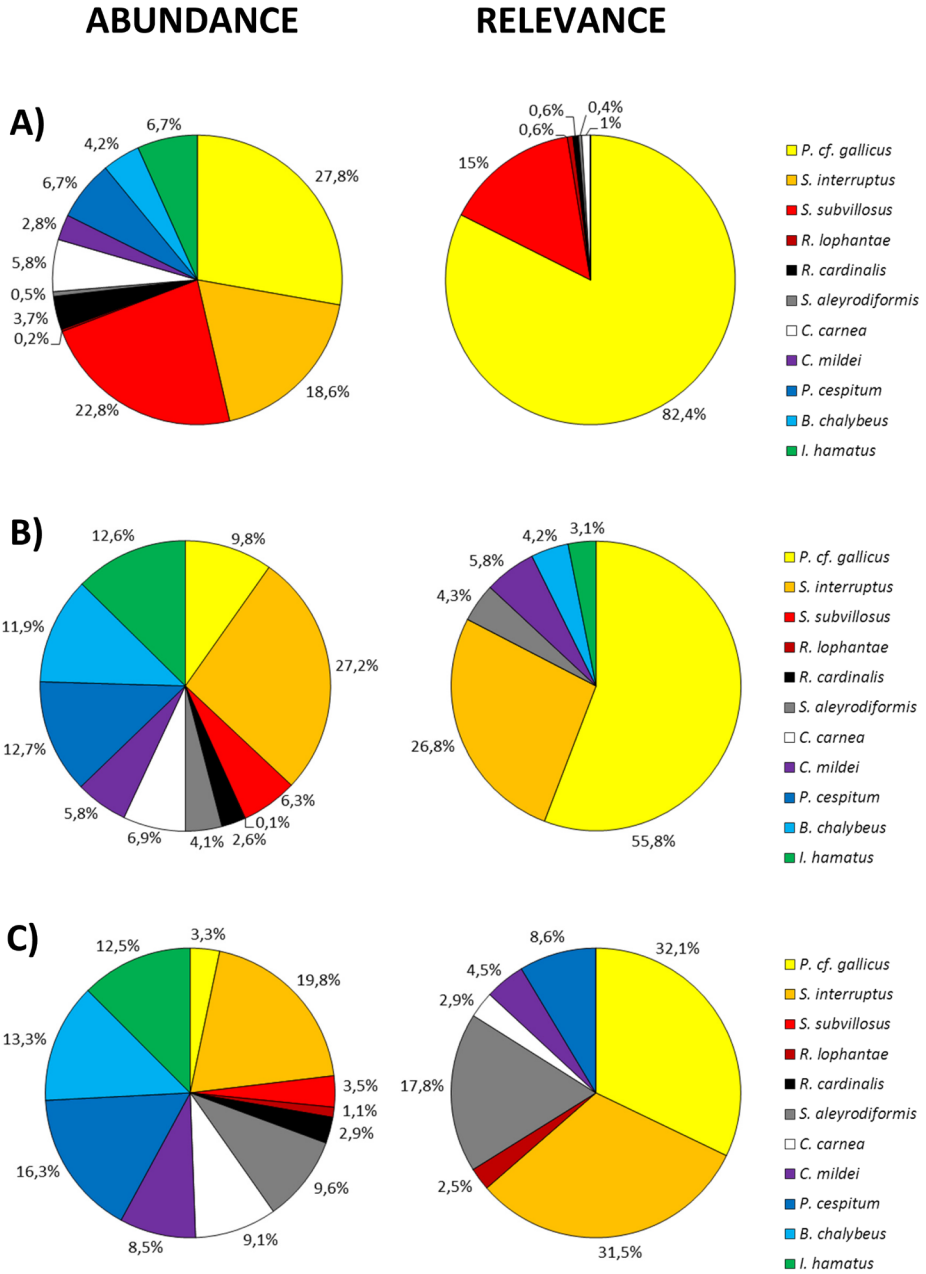 ABUNDANCE RELEVANCE
A)
6,7%
4,2%
6,7%
2,8%
5,8%
0,5%
3,7%
0,2%
22,8%
18,6%
27,8%
0,6%
0,4%
0,6%
1%
15%
82,4%
P. cf. gallicus
S. interruptus
S. subvillosus
R. lophantae
R. cardinalis
S. aleyrodiformis
C. carnea
C. mildei
P. cespitum
B. chalybeus
I. hamatus
B)
12,6%
9,8%
11,9%
27,2%
12,7%
6,3%
5,8%
0,1%
6,9%
4,1%
2,6%
4,2%
3,1%
5,8%
4,3%
26,8%
55,8%
P. cf. gallicus
S. interruptus
S. subvillosus
R. lophantae
R. cardinalis
S. aleyrodiformis
C. carnea
C. mildei
P. cespitum
B. chalybeus
I. hamatus
C)
12,5%
3,3%
19,8%
13,3%
3,5%
1,1%
2,9%
16,3%
9,6%
8,5%
9,1%
8,6%
32,1%
4,5%
2,9%
17,8%
2,5%
31,5%
P. cf. gallicus
S. interruptus
S. subvillosus
R. lophantae
R. cardinalis
S. aleyrodiformis
C. carnea
C. mildei
P. cespitum
B. chalybeus
I. hamatus